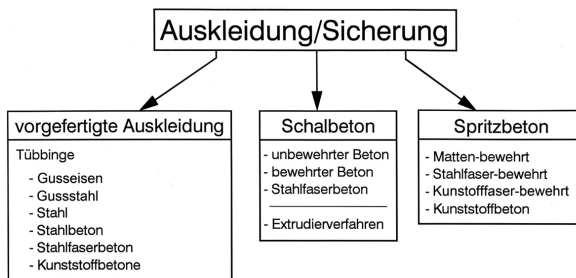 Auskleidung/Sicherung
vorgefertigte Auskleidung
Tübbinge
- Gusseisen
- Gussstahl
- Stahl
- Stahlbeton
- Stahlfaserbeton
- Kunststoffbetone
Schalbeton
- unbewehrter Beton
- bewehrter Beton
- Stahlfaserbeton
- Extrudierverfahren
Spritzbeton
- Matten-bewehrt
- Stahlfaser-bewehrt
- Kunstofffaser-bewehrt
- Kunststoffbeton